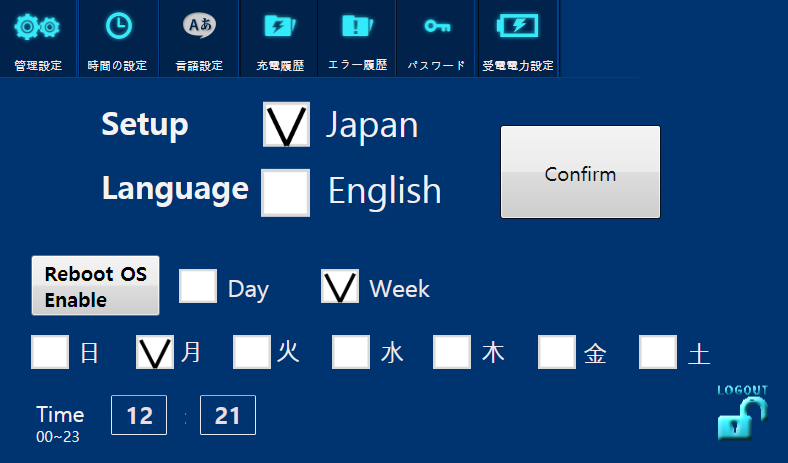 管理設定 時間の設定 言語設定 充電履歴 エラー履歴 パスワード 受電電力設定
Setup Japan
Language English
Confirm
Reboot OS
Enable
Day Week
日 月 火 水 木 金 土
LOGOUT
Time 12 : 21
00~23